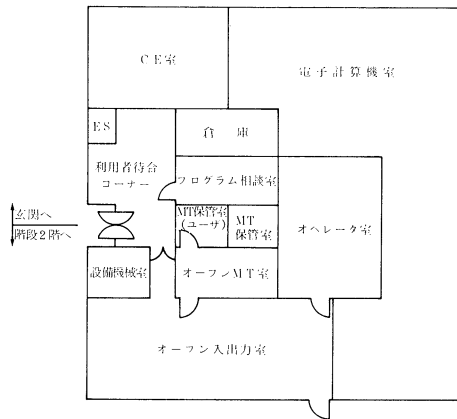 CE室
電子計算機室
ES
倉庫
利用者待合
コーナー
プログラム相談室
玄関へ
階段2階へ
MT保管室
(ユーザ)
MT
保管室
オペレータ室
設備機械室
オープンMT室
オープン入出力室